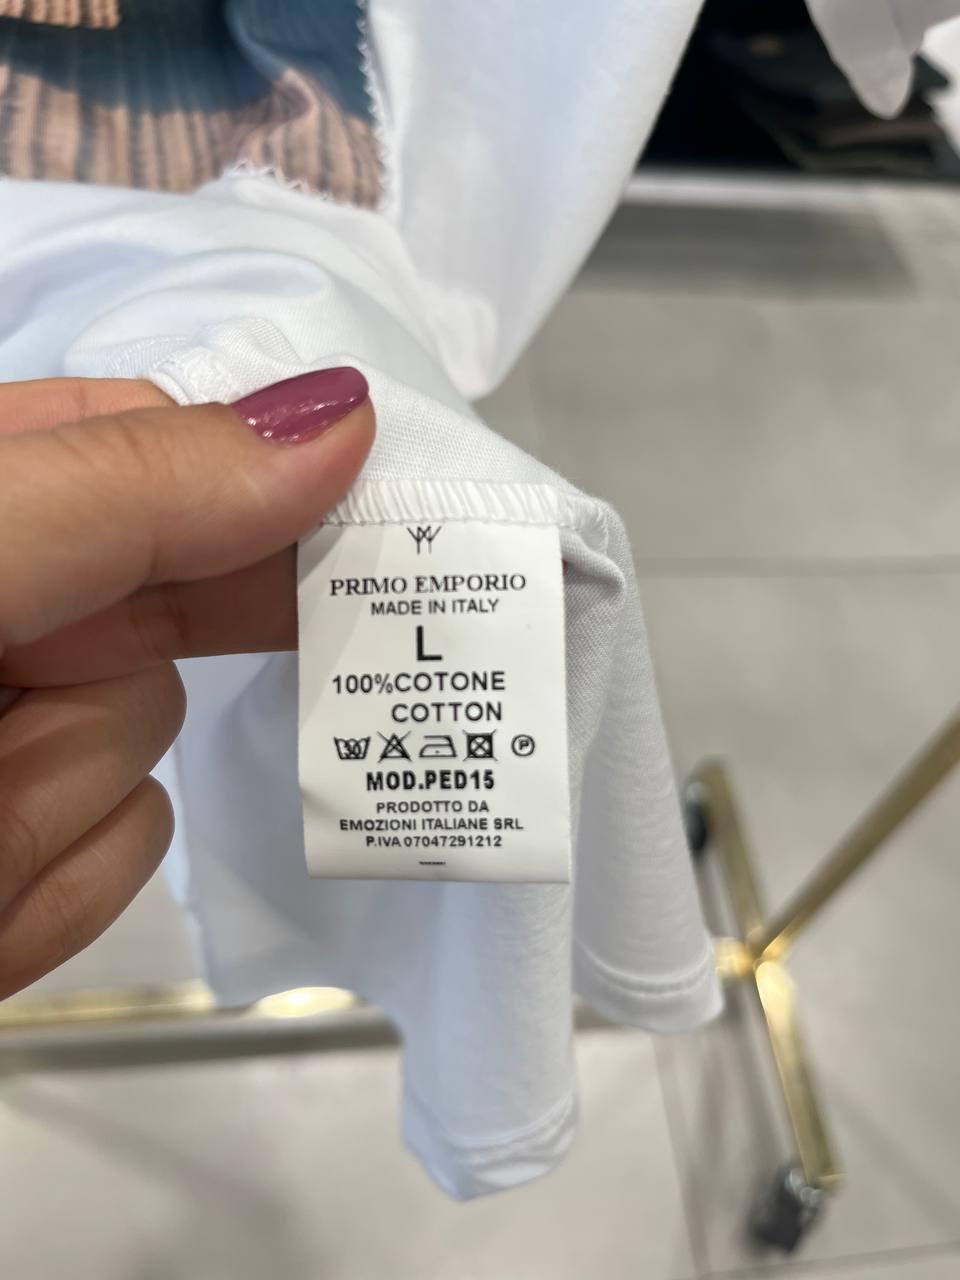 PRIMO EMPORIO
MADE IN ITALY
L
100%COTONE
COTTON
P
MOD.PED15
PRODOTTO DA
EMOZIONI ITALIANE SRL
P.IVA 07047291212